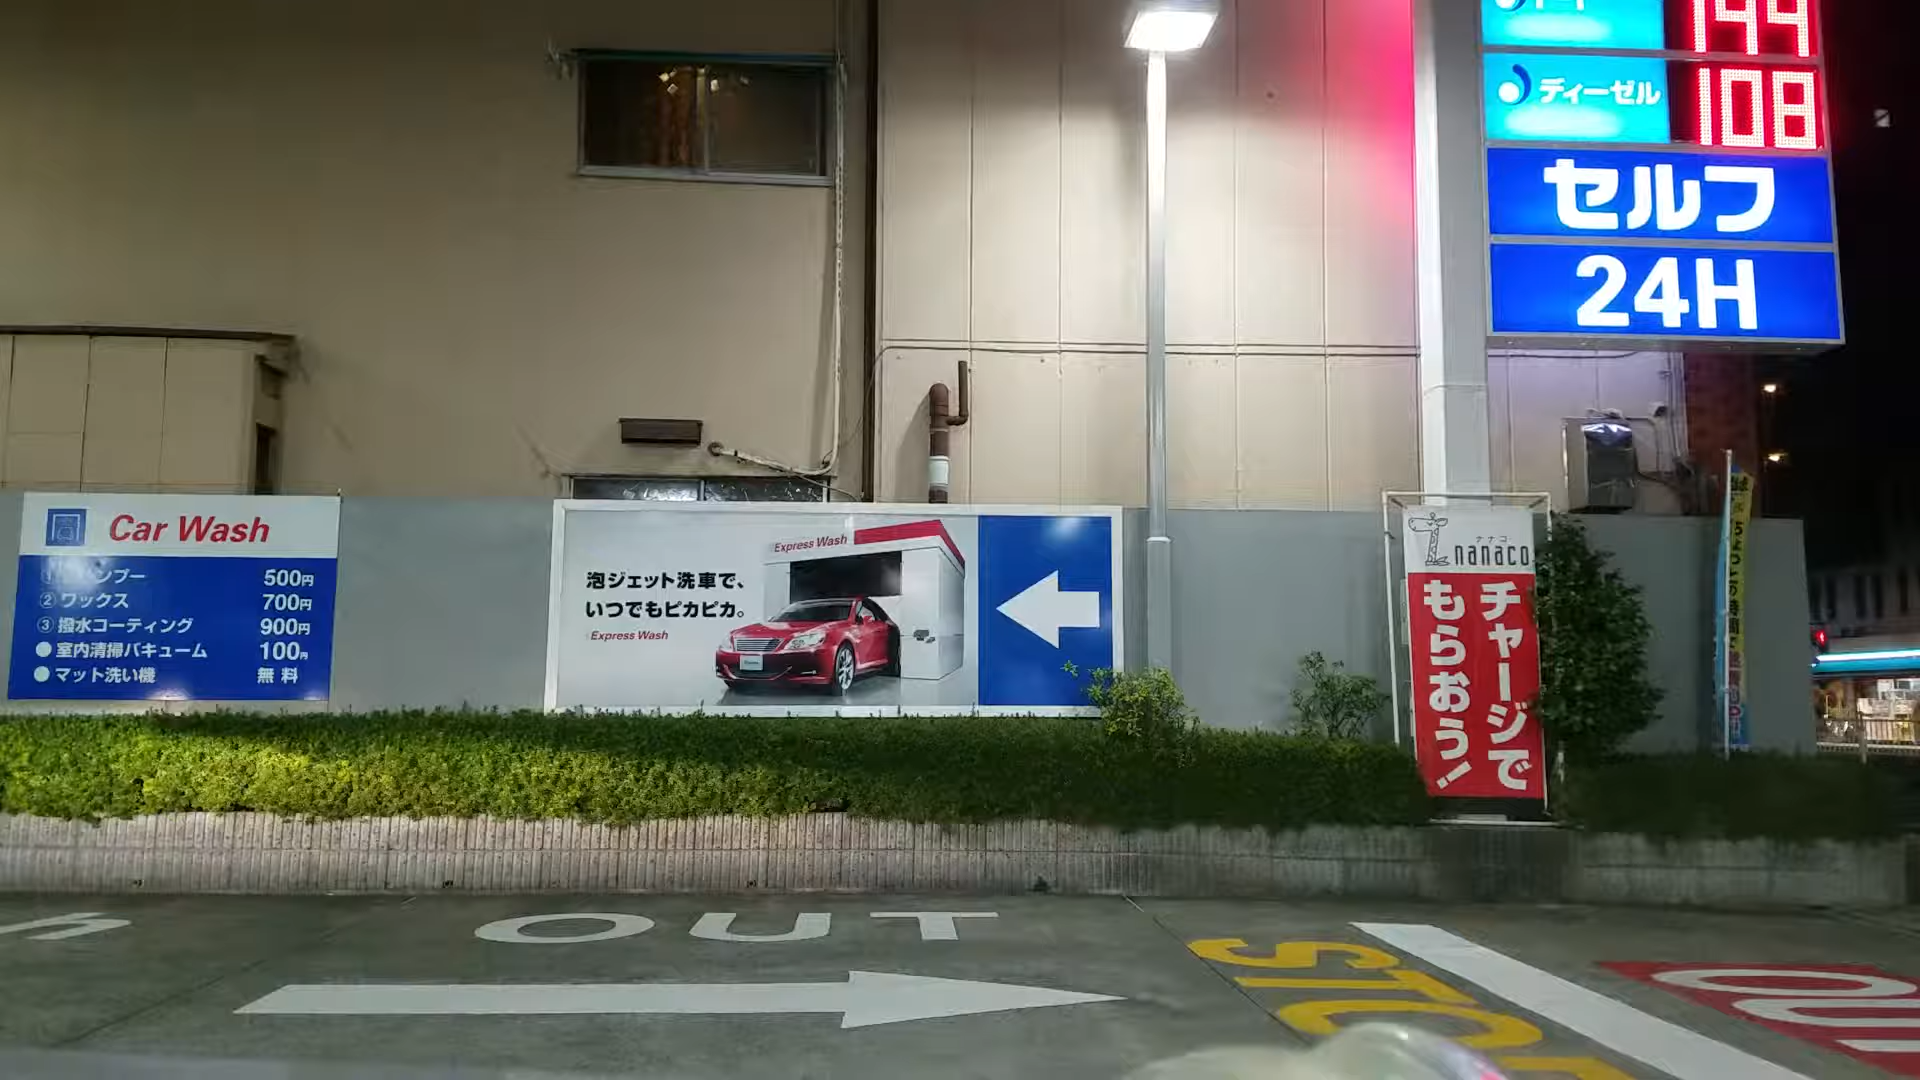 144
ディーゼル 108
セルフ
24H
Car Wash
500円
② ワックス 700円
③ 撥水コーティング 900円
● 室内清掃バキューム 100円
● マット洗い機 無料
Express Wash
泡ジェット洗車で、
いつでもピカピカ。
Express Wash
ナナコ
nanaco
チャージで
もらおう!
OUT
STOP
OUT